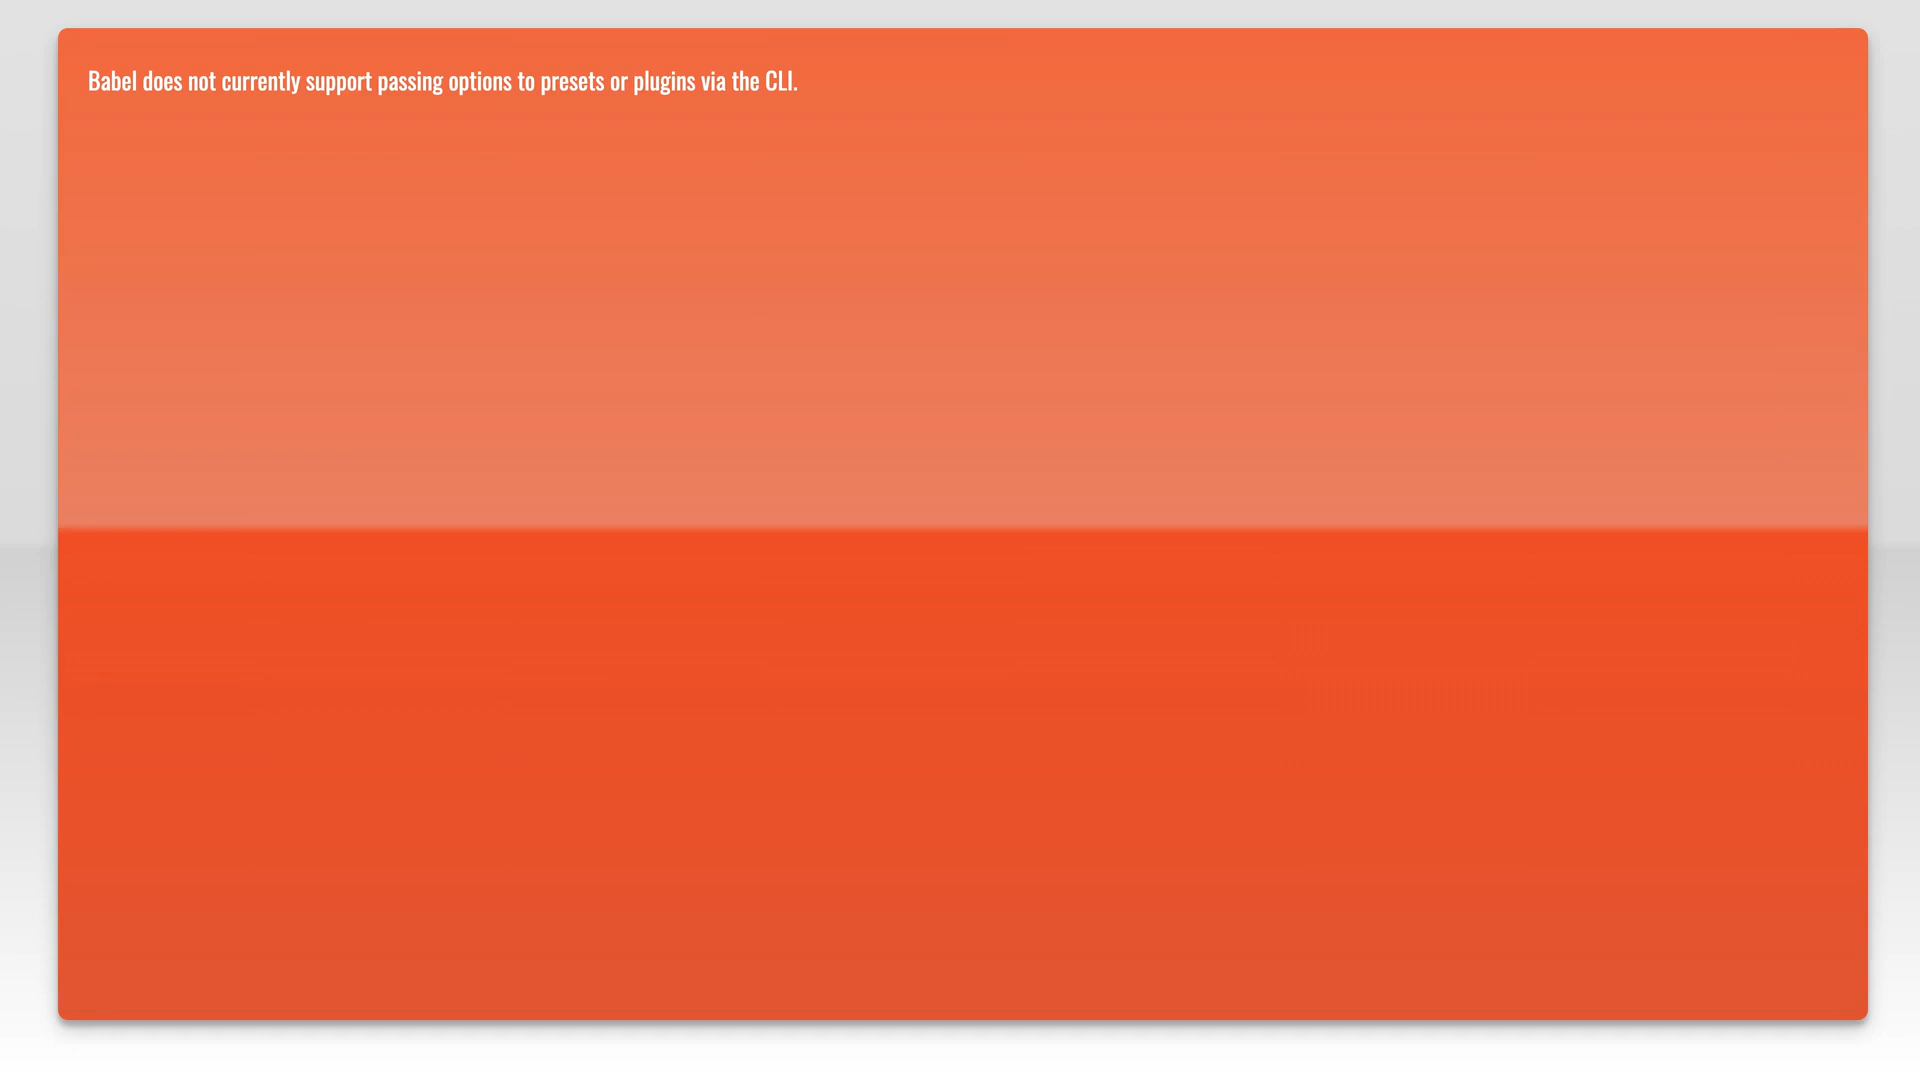 Babel does not currently support passing options to presets or plugins via the CLI.